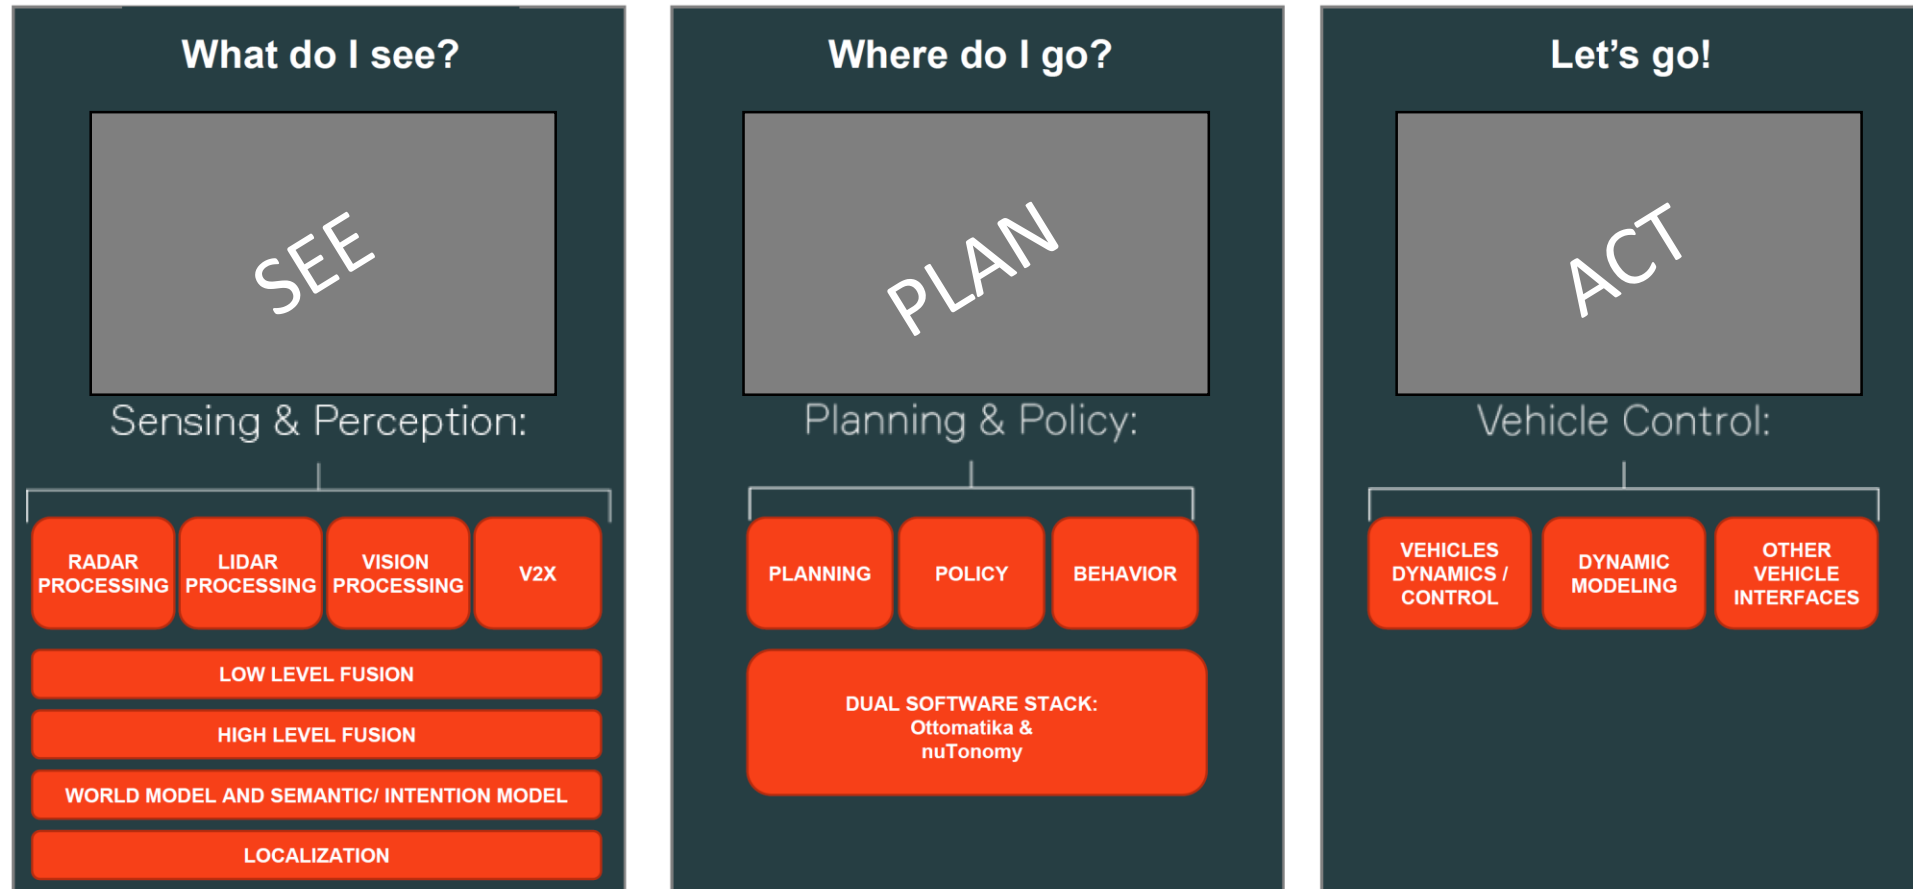 What do I see?
SEE
Sensing & Perception:
RADAR
PROCESSING
LIDAR
PROCESSING
VISION
PROCESSING
V2X
LOW LEVEL FUSION
HIGH LEVEL FUSION
WORLD MODEL AND SEMANTIC/ INTENTION MODEL
LOCALIZATION
Where do I go?
PLAN
Planning & Policy:
PLANNING
POLICY
BEHAVIOR
DUAL SOFTWARE STACK:
Ottomatika &
nuTonomy
Let's go!
ACT
Vehicle Control:
VEHICLES
DYNAMICS /
CONTROL
DYNAMIC
MODELING
OTHER
VEHICLE
INTERFACES